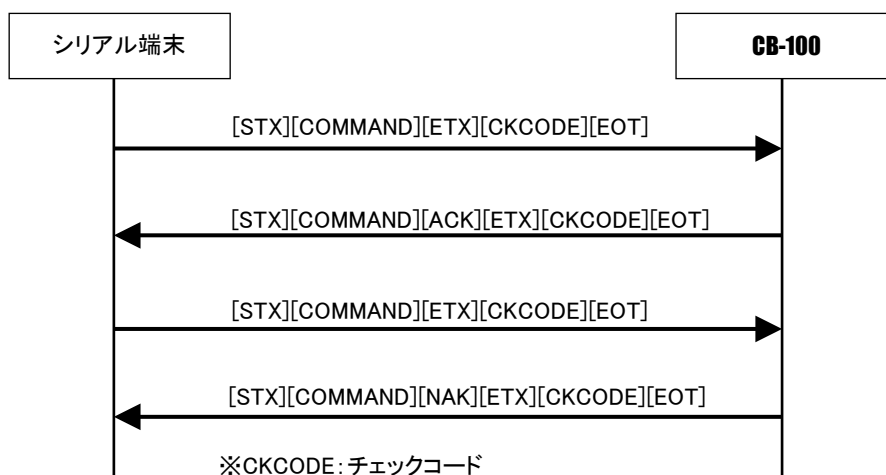 シリアル端末
CB-100
[STX][COMMAND][ETX][CKCODE][EOT]
[STX][COMMAND][ACK][ETX][CKCODE][EOT]
[STX][COMMAND][ETX][CKCODE][EOT]
[STX][COMMAND][NAK][ETX][CKCODE][EOT]
※CKCODE:チェックコード